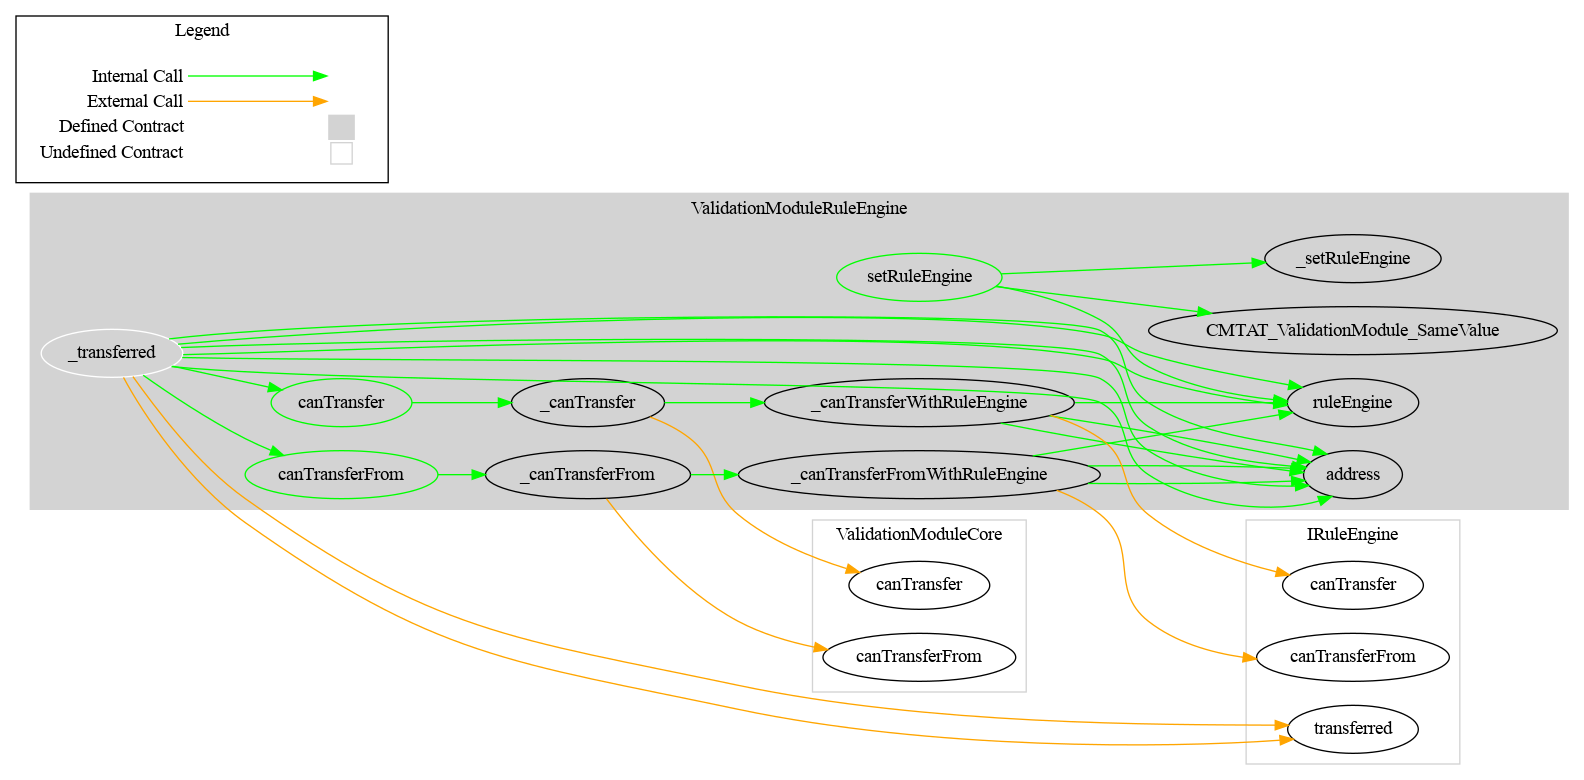 Legend
Internal Call
External Call
Defined Contract
Undefined Contract
ValidationModuleRuleEngine
_setRuleEngine
setRuleEngine
CMTAT_ValidationModule_SameValue
_transferred
canTransfer
_canTransfer
_canTransferWithRuleEngine
ruleEngine
canTransferFrom
_canTransferFrom
_canTransferFromWithRuleEngine
address
ValidationModuleCore
canTransfer
canTransferFrom
IRuleEngine
canTransfer
canTransferFrom
transferred